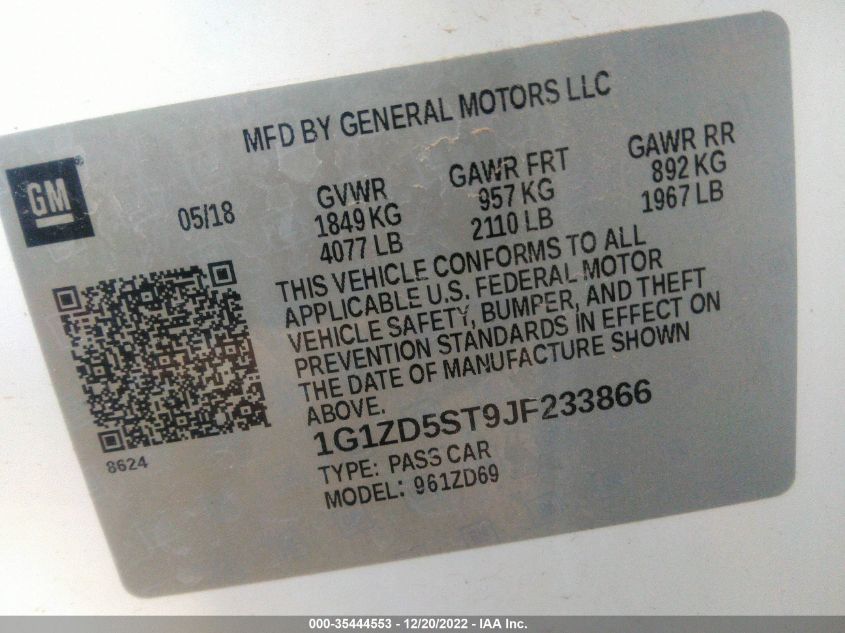 MFD BY GENERAL MOTORS LLC
GM
05/18
GVWR
1849 KG
4077 LB
GAWR FRT
957 KG
2110 LB
GAWR RR
892 KG
1967 LB
THIS VEHICLE CONFORMS TO ALL
APPLICABLE U.S. FEDERAL MOTOR
VEHICLE SAFETY, BUMPER, AND THEFT
PREVENTION STANDARDS IN EFFECT ON
THE DATE OF MANUFACTURE SHOWN
ABOVE.
1G1ZD5ST9JF233866
TYPE: PASS CAR
MODEL: 961ZD69
8624
000-35444553 - 12/20/2022 - IAA Inc.